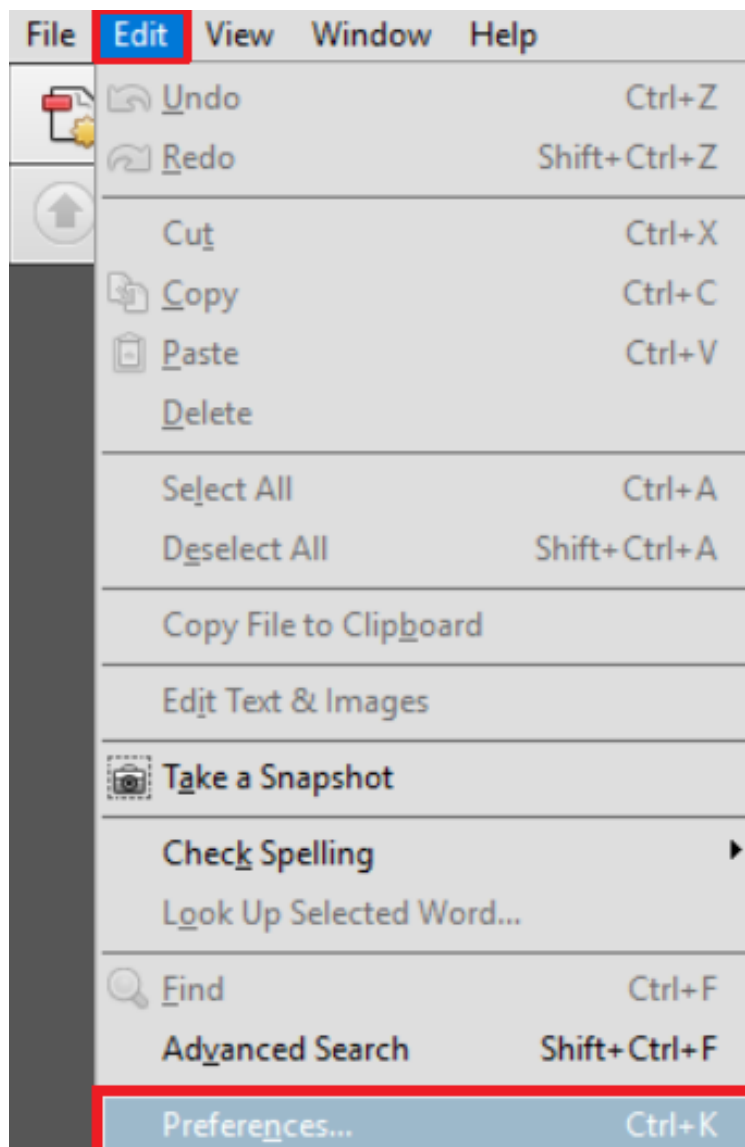 File Edit View Window Help
Undo Ctrl+Z
Redo Shift+Ctrl+Z
Cut Ctrl+X
Copy Ctrl+C
Paste Ctrl+V
Delete
Select All Ctrl+A
Deselect All Shift+Ctrl+A
Copy File to Clipboard
Edit Text & Images
Take a Snapshot
Check Spelling
Look Up Selected Word...
Find Ctrl+F
Advanced Search Shift+Ctrl+F
Preferences... Ctrl+K